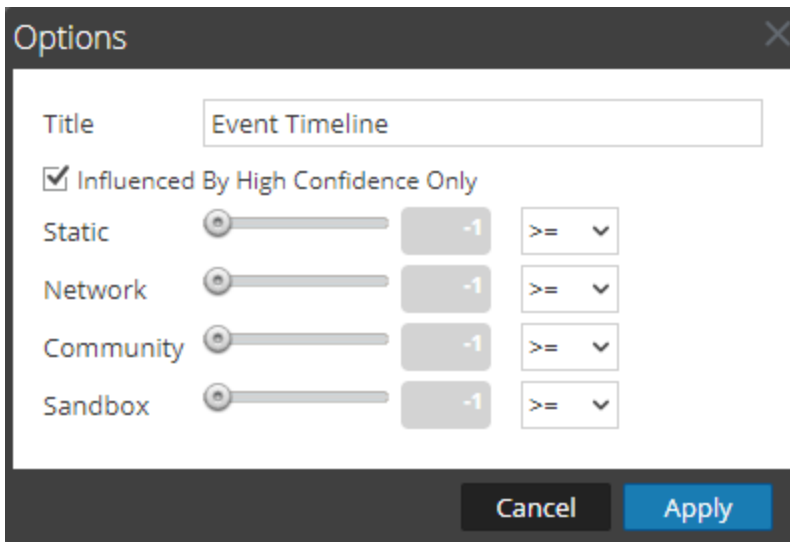 Options
Title Event Timeline
Influenced By High Confidence Only
Static -1 >=
Network -1 >=
Community -1 >=
Sandbox -1 >=
Cancel Apply